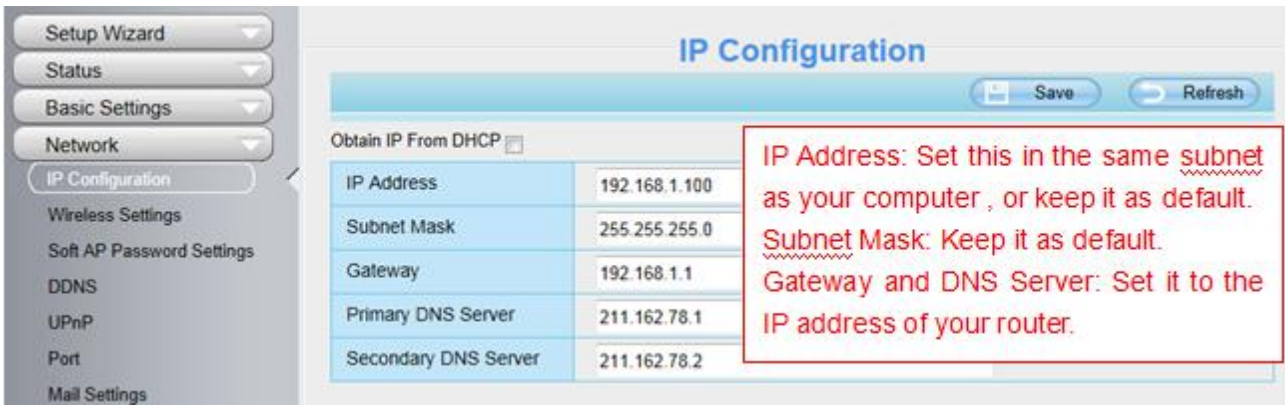 Setup Wizard
Status
Basic Settings
Network
IP Configuration
Wireless Settings
Soft AP Password Settings
DDNS
UPnP
Port
Mail Settings
IP Configuration
Save Refresh
Obtain IP From DHCP
IP Address 192.168.1.100
Subnet Mask 255.255.255.0
Gateway 192.168.1.1
Primary DNS Server 211.162.78.1
Secondary DNS Server 211.162.78.2
IP Address: Set this in the same subnet
as your computer , or keep it as default.
Subnet Mask: Keep it as default.
Gateway and DNS Server: Set it to the
IP address of your router.